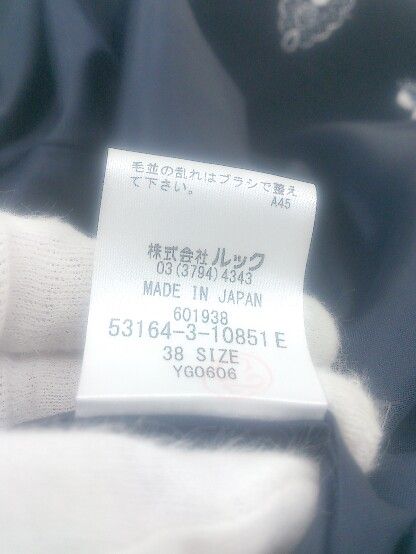 毛並の乱れはブラシで整え
て下さい。
A45
株式会社 ルック
03(3794)4343
MADE IN JAPAN
601938
53164-3-10851 E
38 SIZE
YG0606